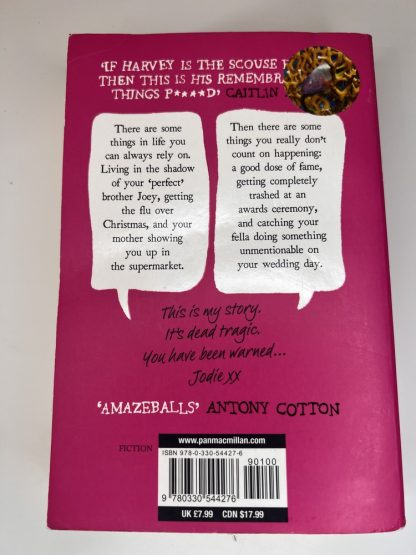 'IF HARVEY IS THE SCOUSE
THEN THIS IS HIS
THINGS P****D' CAITLIN
There are some
things in life you
can always rely on.
Living in the shadow
of your 'perfect'
brother Joey, getting
the flu over
Christmas, and your
mother showing
you up in
the supermarket.
Then there are some
things you really don't
count on happening:
a good dose of fame,
getting completely
trashed at an
awards ceremony,
and catching your
fella doing something
unmentionable on
your wedding day.
This is my story.
It's dead tragic.
You have been warned...
Jodie XX
'AMAZEBALLS' ANTONY COTTON
FICTION
www.panmacmillan.com
ISBN 978-0-330-54427-6
90100
9 780330 544276
UK £7.99 CDN $17.99